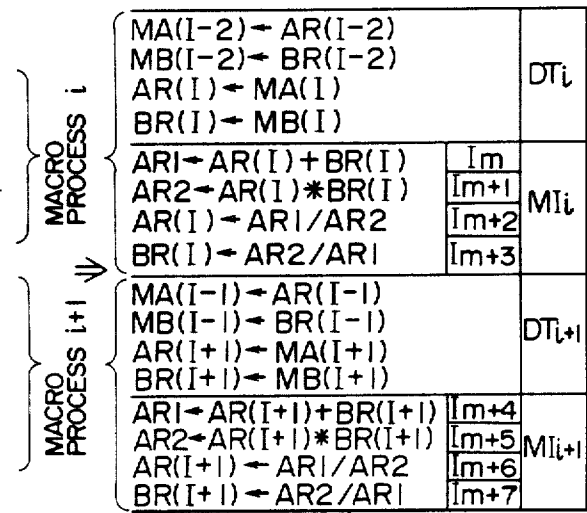 MACRO PROCESS i
MA(I-2)←AR(I-2)
MB(I-2)←BR(I-2)
AR(I)←MA(I)
BR(I)←MB(I)
DTi
AR1←AR(I)+BR(I) Im
AR2←AR(I)*BR(I) Im+1
AR(I)←AR1/AR2 Im+2
BR(I)←AR2/AR1 Im+3
MIi
⇒
MACRO PROCESS i+1
MA(I-1)←AR(I-1)
MB(I-1)←BR(I-1)
AR(I+1)←MA(I+1)
BR(I+1)←MB(I+1)
DTi+1
AR1←AR(I+1)+BR(I+1) Im+4
AR2←AR(I+1)*BR(I+1) Im+5
AR(I+1)←AR1/AR2 Im+6
BR(I+1)←AR2/AR1 Im+7
MIi+1